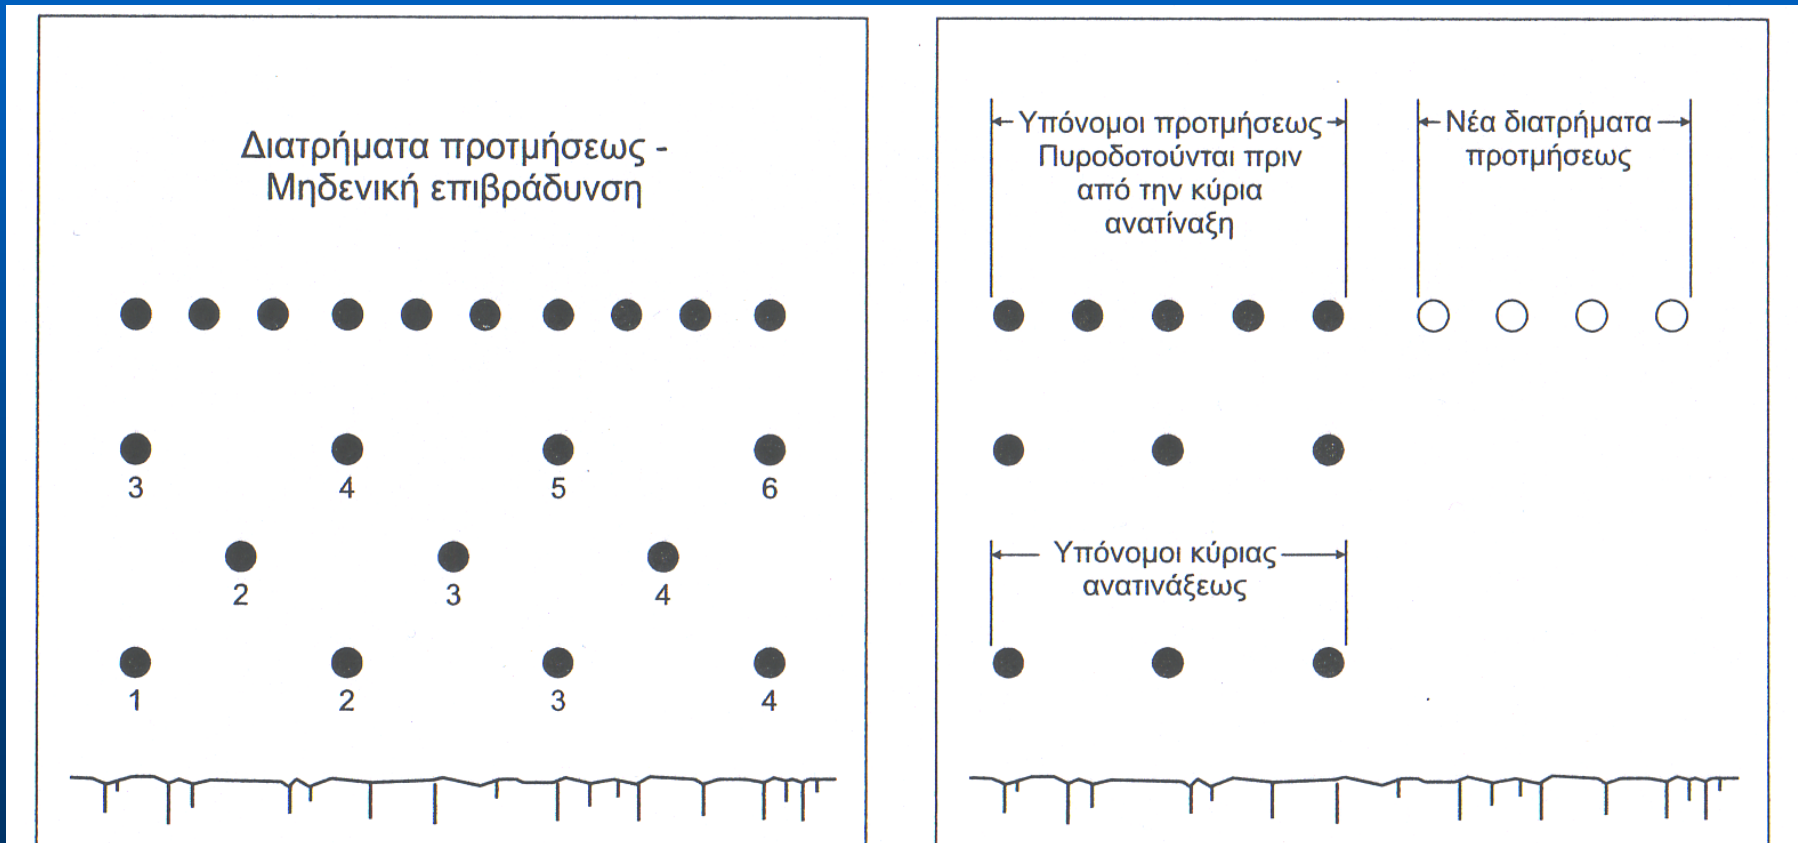 Διατρήματα προτμήσεως -
Μηδενική επιβράδυνση
3 4 5 6
2 3 4
1 2 3 4
Υπόνομοι προτμήσεως
Πυροδοτούνται πριν
από την κύρια
ανατίναξη
Νέα διατρήματα
προτμήσεως
Υπόνομοι κύριας
ανατινάξεως